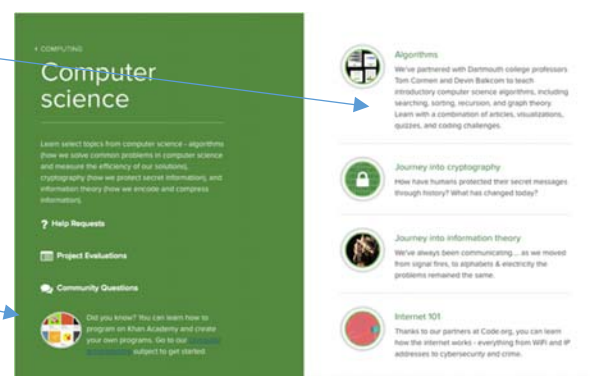 COMPUTING
Computer
science
Learn select topics from computer science - algorithms
(how we solve common problems in computer science
and measure the efficiency of our solutions),
cryptography (how we protect secret information), and
information theory (how we encode and compress
information).
? Help Requests
Project Evaluations
Community Questions
Did you know? You can learn how to
program on Khan Academy and create
your own programs. Go to our
subject to get started.
Algorithms
We've partnered with Dartmouth college professors
Tom Cormen and Devin Balkcom to teach
introductory computer science algorithms, including
searching, sorting, recursion, and graph theory.
Learn with a combination of articles, visualizations,
quizzes, and coding challenges.
Journey into cryptography
How have humans protected their secret messages
through history? What has changed today?
Journey into information theory
We've always been communicating.... as we moved
from signal fires, to alphabets & electricity the
problems remained the same.
Internet 101
Thanks to our partners at Code.org, you can learn
how the internet works - everything from WiFi and IP
addresses to cybersecurity and crime.